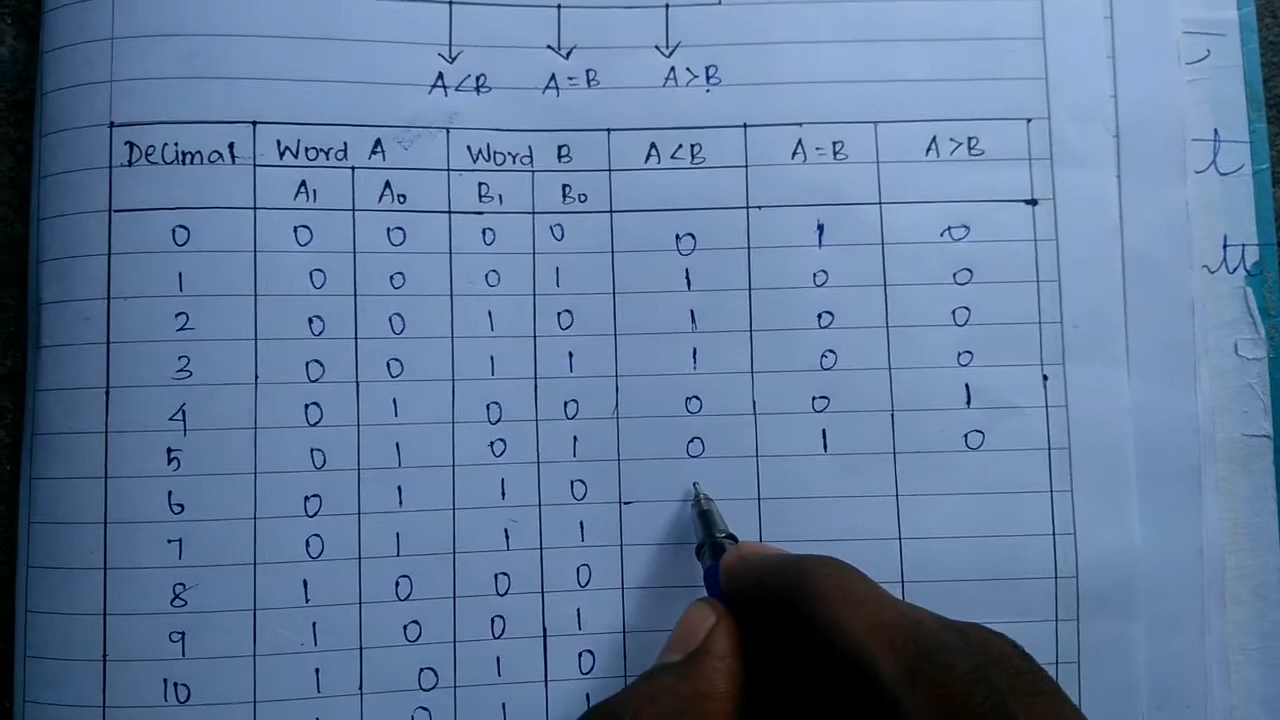 A<B A=B A>B
Decimal Word A Word B A<B A=B A>B
A1 A0 B1 B0
0 0 0 0 0 0 1 0
1 0 0 0 1 1 0 0
2 0 0 1 0 1 0 0
3 0 0 1 1 1 0 0
4 0 1 0 0 0 0 1
5 0 1 0 1 0 1 0
6 0 1 1 0
7 0 1 1 1
8 1 0 0 0
9 1 0 0 1
10 1 0 1 0